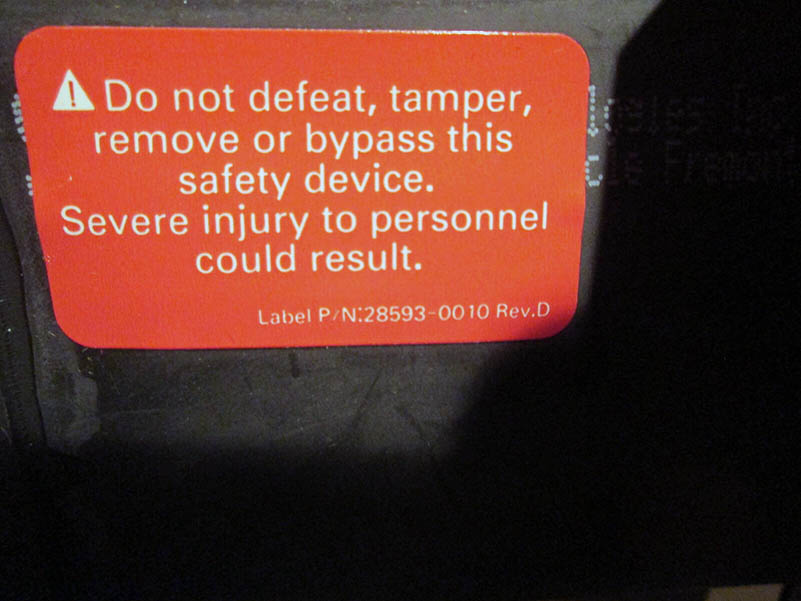 Do not defeat, tamper,
remove or bypass this
safety device.
Severe injury to personnel
could result.
Label P/N:28593-0010 Rev.D